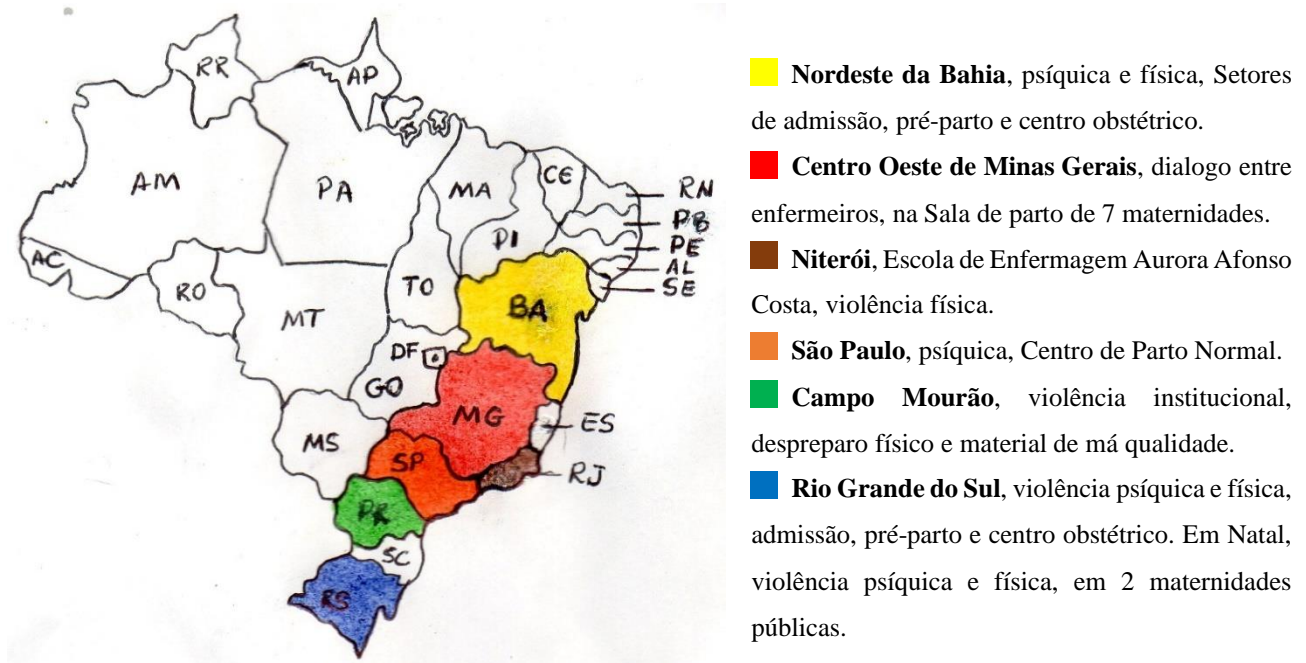 RR
AP
AM
PA
MA
CE
RN
PB
PE
AL
SE
PI
AC
RO
TO
BA
MT
DF
GO
MG
ES
MS
SP
RJ
PR
SC
RS
Nordeste da Bahia, psíquica e física, Setores
de admissão, pré-parto e centro obstétrico.
Centro Oeste de Minas Gerais, dialogo entre
enfermeiros, na Sala de parto de 7 maternidades.
Niterói, Escola de Enfermagem Aurora Afonso
Costa, violência física.
São Paulo, psíquica, Centro de Parto Normal.
Campo Mourão, violência institucional,
despreparo físico e material de má qualidade.
Rio Grande do Sul, violência psíquica e física,
admissão, pré-parto e centro obstétrico. Em Natal,
violência psíquica e física, em 2 maternidades
públicas.